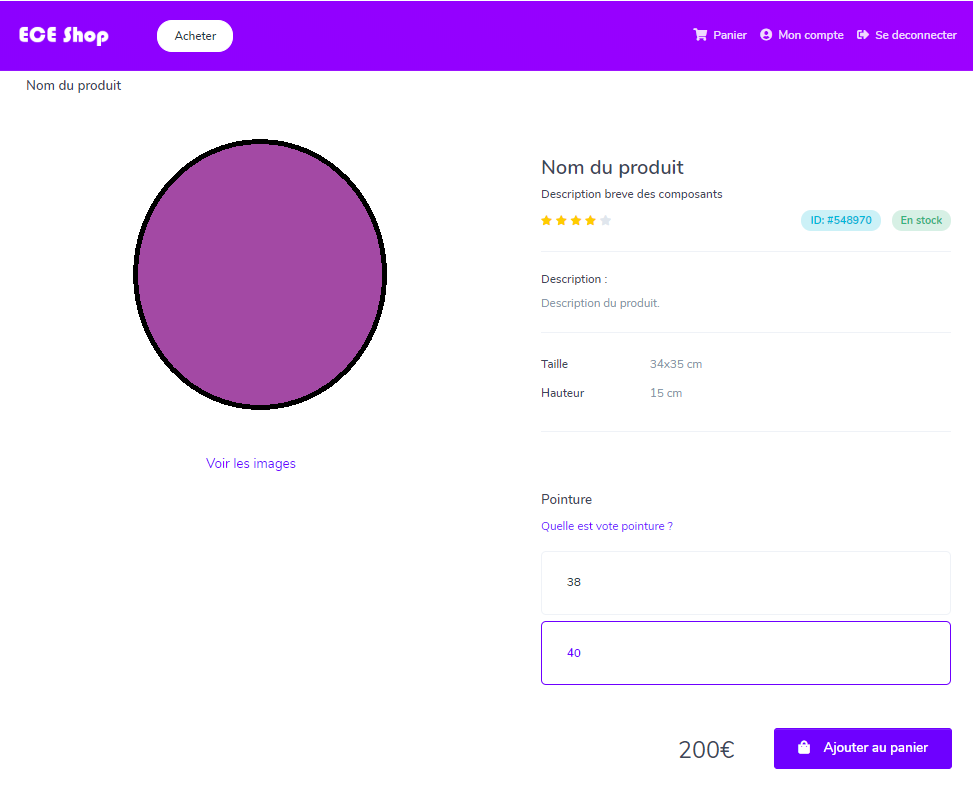 ECE Shop
Acheter
Panier
Mon compte
Se deconnecter
Nom du produit
Nom du produit
Description breve des composants
ID: #548970
En stock
Description :
Description du produit.
Taille 34x35 cm
Hauteur 15 cm
Voir les images
Pointure
Quelle est vote pointure ?
38
40
200€
Ajouter au panier